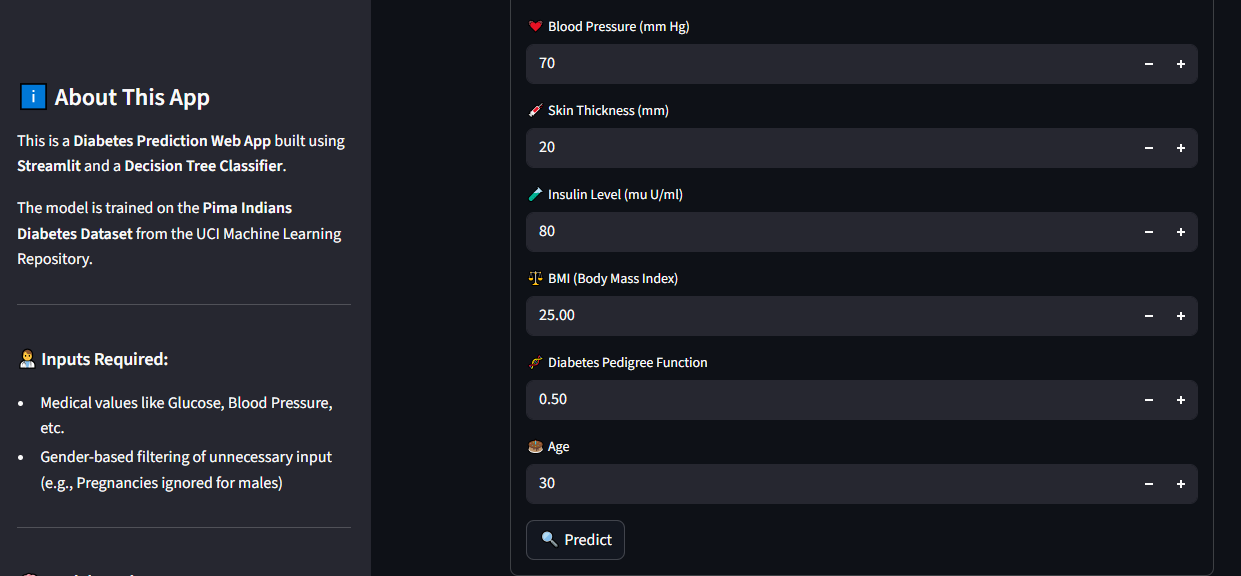 About This App
This is a Diabetes Prediction Web App built using
Streamlit and a Decision Tree Classifier.
The model is trained on the Pima Indians
Diabetes Dataset from the UCI Machine Learning
Repository.
Inputs Required:
Medical values like Glucose, Blood Pressure,
etc.
Gender-based filtering of unnecessary input
(e.g., Pregnancies ignored for males)
Blood Pressure (mm Hg)
70
Skin Thickness (mm)
20
Insulin Level (mu U/ml)
80
BMI (Body Mass Index)
25.00
Diabetes Pedigree Function
0.50
Age
30
Predict